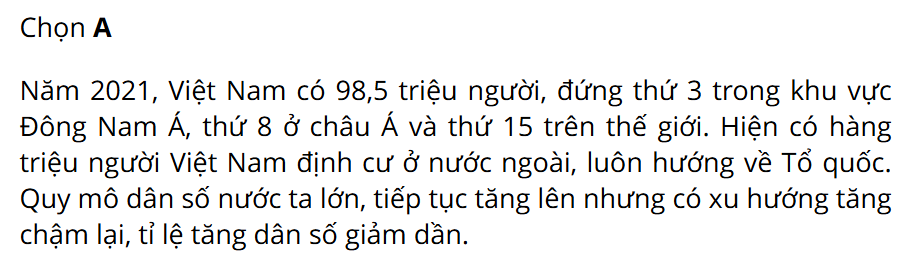 Chọn A
Năm 2021, Việt Nam có 98,5 triệu người, đứng thứ 3 trong khu vực
Đông Nam Á, thứ 8 ở châu Á và thứ 15 trên thế giới. Hiện có hàng
triệu người Việt Nam định cư ở nước ngoài, luôn hướng về Tổ quốc.
Quy mô dân số nước ta lớn, tiếp tục tăng lên nhưng có xu hướng tăng
chậm lại, tỉ lệ tăng dân số giảm dần.